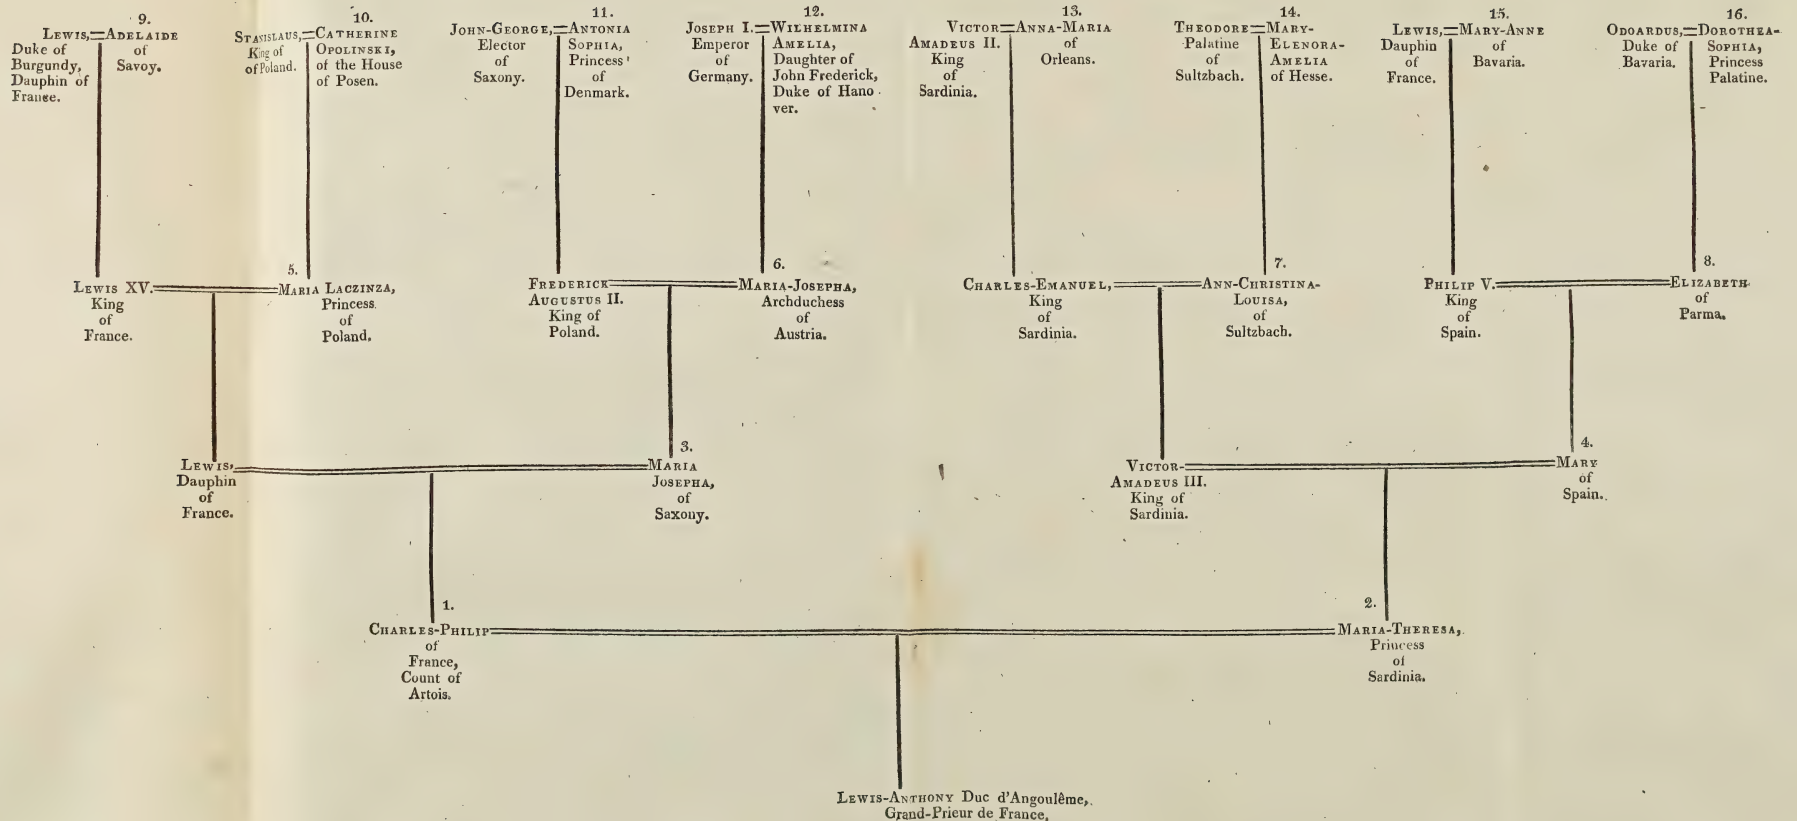 9.
LEWIS,=ADELAIDE
Duke of
Burgundy,
Dauphin of
France.
of
Savoy.
10.
STANISLAUS,=CATHERINE
King of
of Poland.
OPOLINSKI,
of the House
of Posen.
11.
JOHN-GEORGE,=ANTONIA
Elector
of
Saxony.
SOPHIA,
Princess
of
Denmark.
12.
JOSEPH I.=WILHELMINA
Emperor
of
Germany.
AMELIA,
Daughter of
John Frederick,
Duke of Hano
ver.
13.
VICTOR=ANNA-MARIA
AMADEUS II.
King
of
Sardinia.
of
Orleans.
14.
THEODORE=MARY-
Palatine
of
Sultzbach.
ELENORA-
AMELIA
of Hesse.
15.
LEWIS,=MARY-ANNE
Dauphin
of
France.
of
Bavaria.
16.
ODOARDUS,=DOROTHEA-
Duke of
Bavaria.
SOPHIA,
Princess
Palatine.
LEWIS XV.
King
of
France.
5.
MARIA LACZINZA,
Princess
of
Poland.
FREDERICK
AUGUSTUS II.
King of
Poland.
6.
MARIA-JOSEPHA,
Archduchess
of
Austria.
CHARLES-EMANUEL,
King
of
Sardinia.
7.
ANN-CHRISTINA-
LOUISA,
of
Sultzbach.
PHILIP V.
King
of
Spain.
8.
ELIZABETH
of
Parma.
LEWIS,
Dauphin
of
France.
3.
MARIA
JOSEPHA,
of
Saxony.
VICTOR-
AMADEUS III.
King of
Sardinia.
4.
MARY
of
Spain.
1.
CHARLES-PHILIP
of
France,
Count of
Artois.
2.
MARIA-THERESA,
Princess
of
Sardinia.
LEWIS-ANTHONY Duc d'Angoulême,
Grand-Prieur de France.